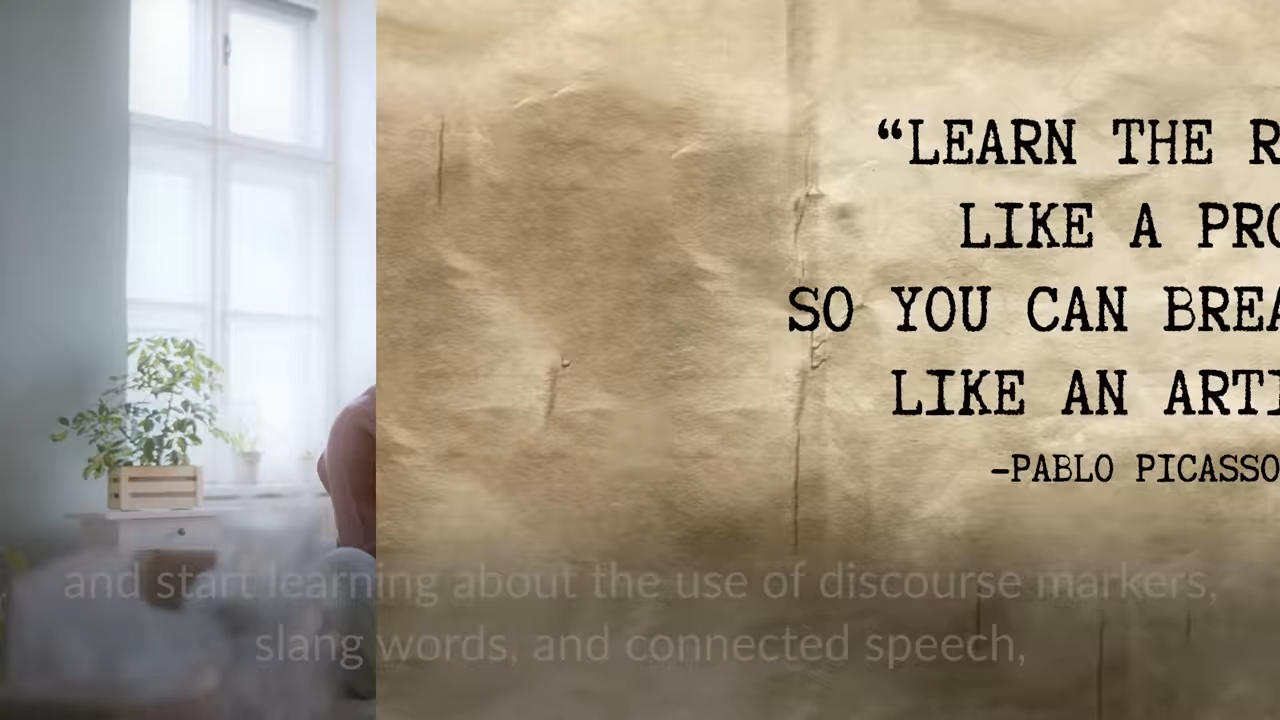 “LEARN THE R
LIKE A PRO
SO YOU CAN BREA
LIKE AN ARTI
–PABLO PICASSO
and start learning about the use of discourse markers,
slang words, and connected speech,